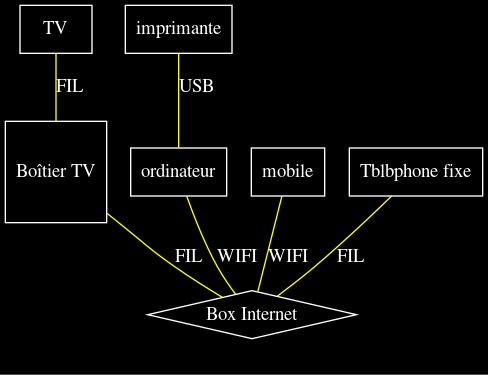 TV
imprimante
FIL
USB
Boîtier TV
ordinateur
mobile
Tblbphone fixe
FIL
WIFI
WIFI
FIL
Box Internet